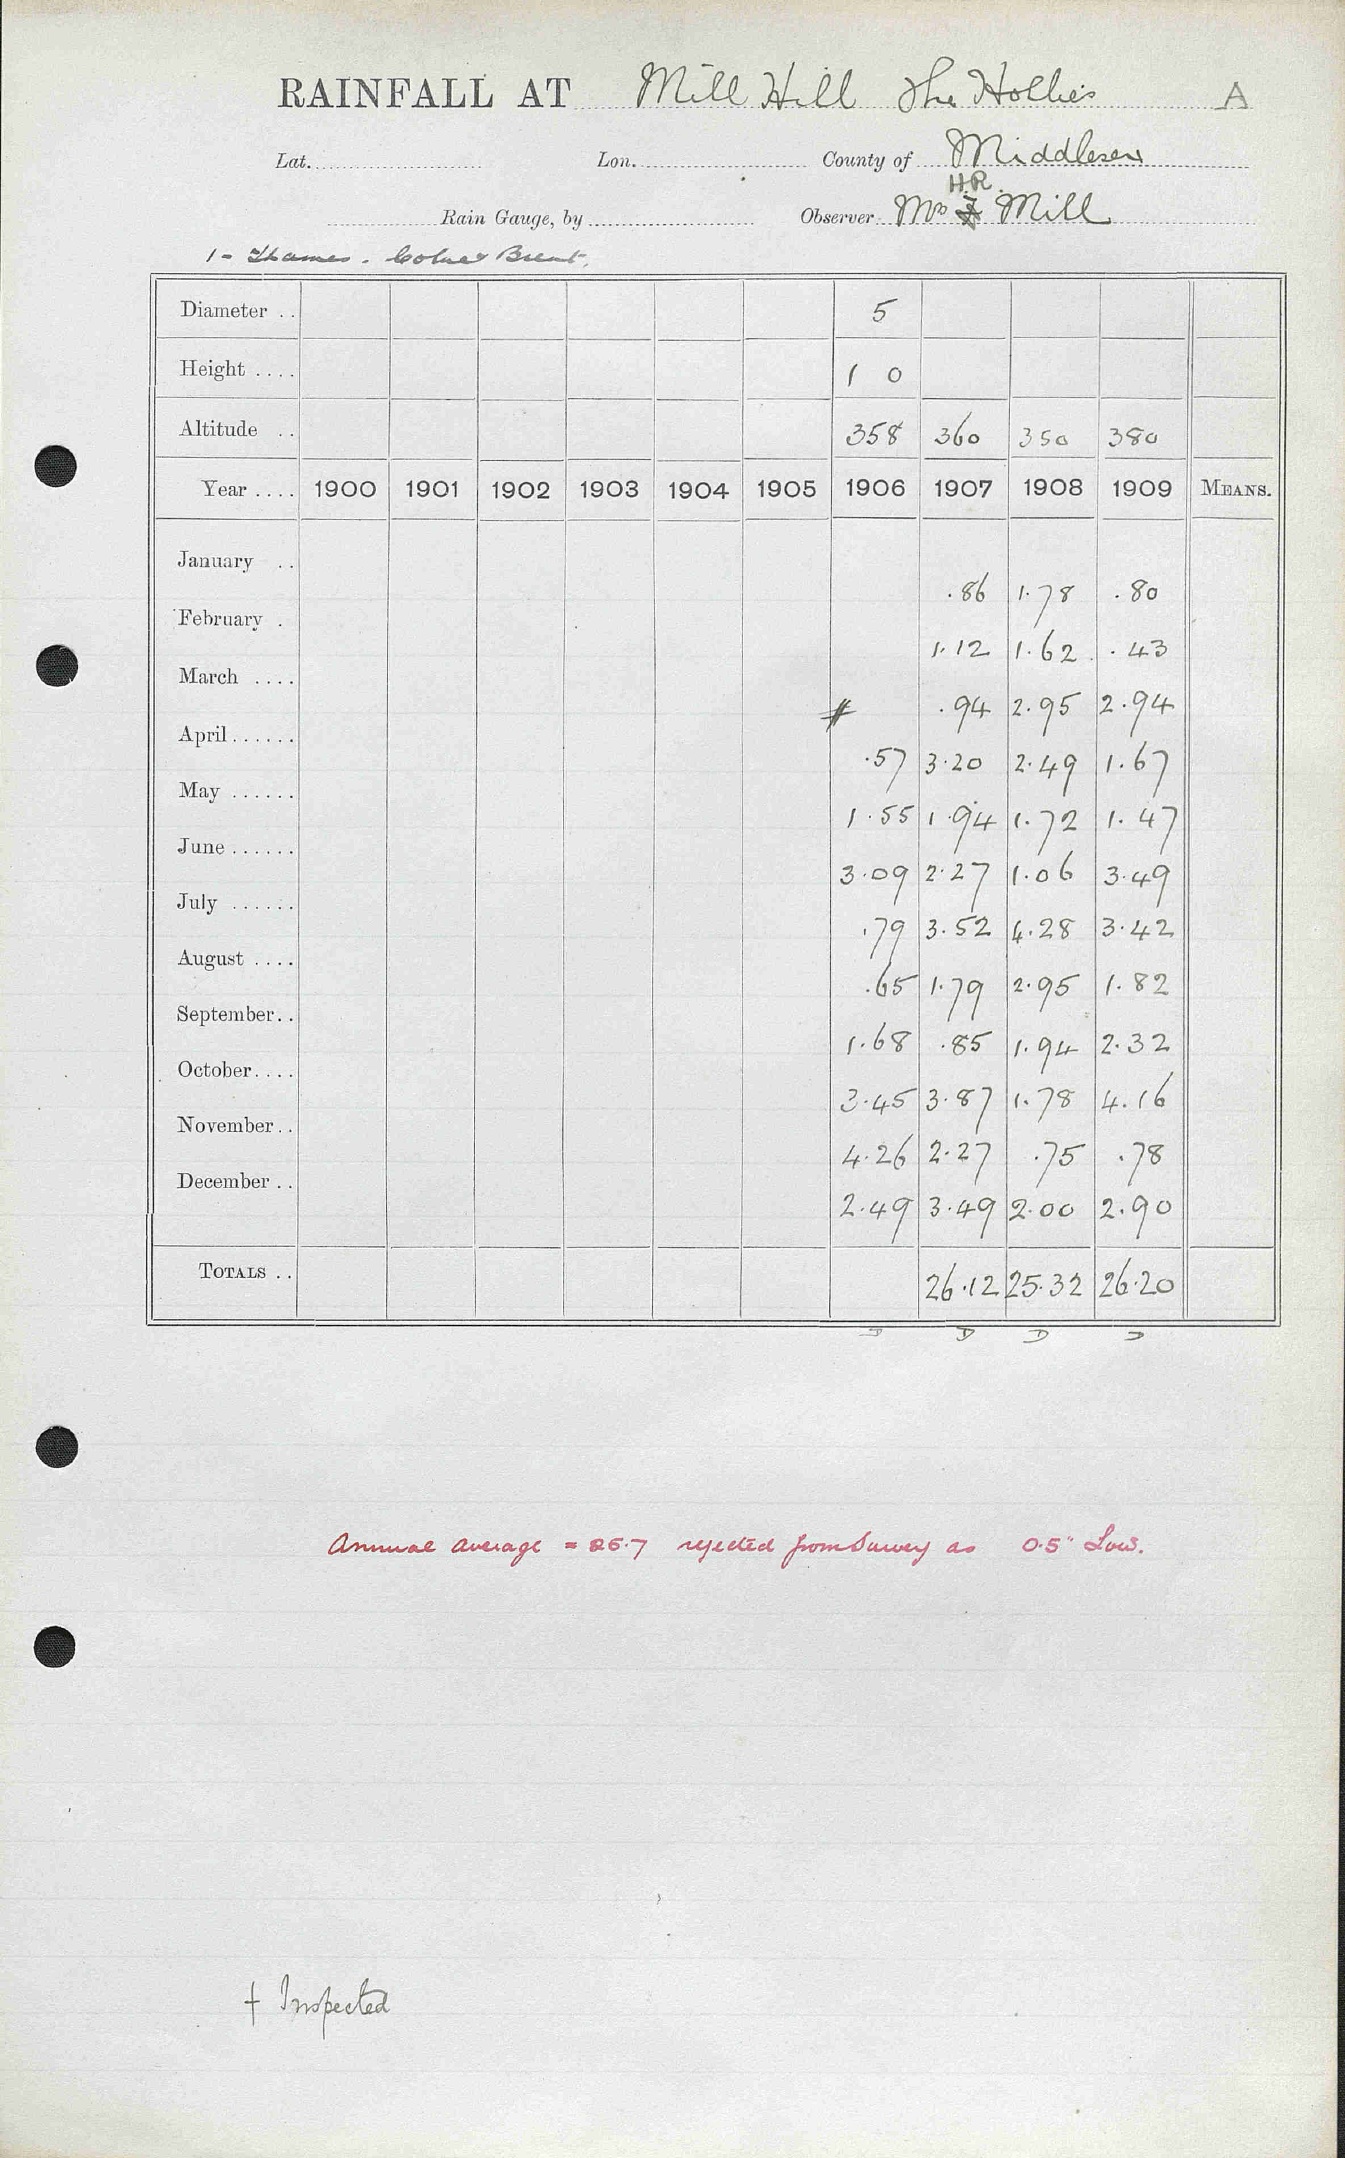 RAINFALL AT Mill Hill The Hollies A
Lat. Lon. County of Middlesex
H.R.
Rain Gauge, by Observer Mrs Mill
1 - Thames. Colne & Brent.
Diameter .. 5
Height .... 1 0
Altitude .. 358 360 350 380
Year .... 1900 1901 1902 1903 1904 1905 1906 1907 1908 1909 MEANS.
January .. .86 1.78 .80
February . 1.12 1.62 .43
March .... .94 2.95 2.94
April...... .57 3.20 2.49 1.67
May ...... 1.55 1.94 1.72 1.47
June...... 3.09 2.27 1.06 3.49
July ...... .79 3.52 4.28 3.42
August .... .65 1.79 2.95 1.82
September.. 1.68 .85 1.94 2.32
October.... 3.45 3.87 1.78 4.16
November.. 4.26 2.27 .75 .78
December .. 2.49 3.49 2.00 2.90
TOTALS .. 26.12 25.32 26.20
D D D D
Annual average = 26.7 rejected from Survey as 0.5" Low.
† Inspected